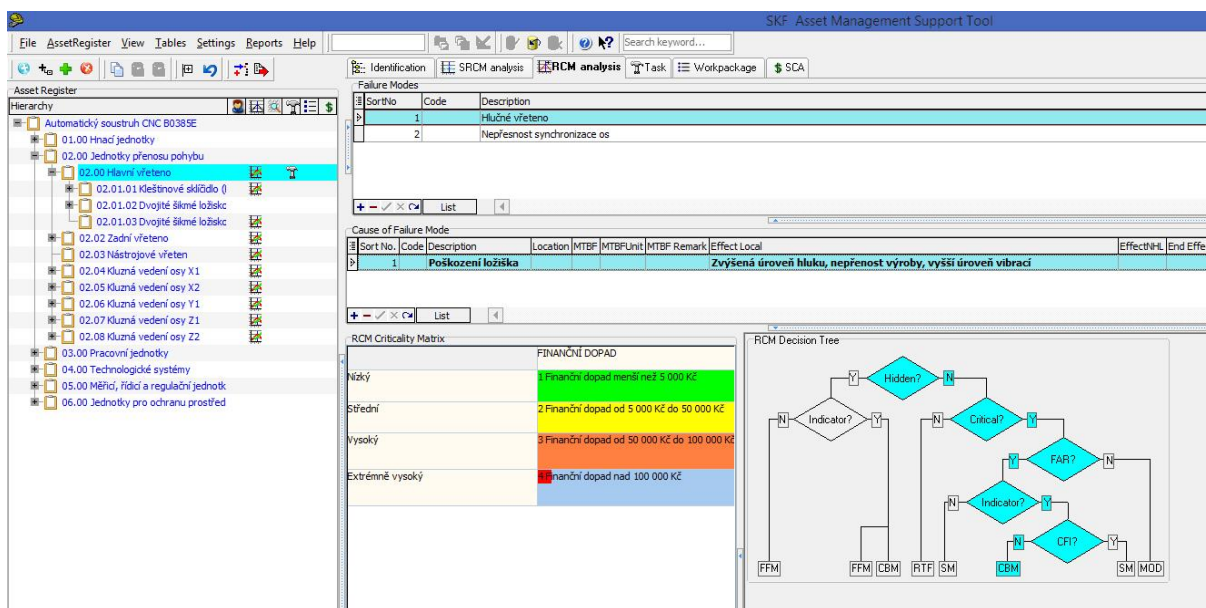 SKF Asset Management Support Tool
File AssetRegister View Tables Settings Reports Help
Search keyword...
Identification SRCM analysis RCM analysis Task Workpackage $ SCA
Asset Register
Hierarchy $
Automatický soustruh CNC B0385E
01.00 Hnací jednotky
02.00 Jednotky přenosu pohybu
02.00 Hlavní vřeteno
02.01.01 Kleštinové sklíčidlo (l
02.01.02 Dvojité šikmé ložisko
02.01.03 Dvojité šikmé ložisko
02.02 Zadní vřeteno
02.03 Nástrojové vřeten
02.04 Kluzná vedení osy X1
02.05 Kluzná vedení osy X2
02.06 Kluzná vedení osy Y1
02.07 Kluzná vedení osy Z1
02.08 Kluzná vedení osy Z2
03.00 Pracovní jednotky
04.00 Technologické systémy
05.00 Měřicí, řídicí a regulační jednotk
06.00 Jednotky pro ochranu prostřed
Failure Modes
SortNo Code Description
1 Hlučné vřeteno
2 Nepřesnost synchronizace os
List
Cause of Failure Mode
Sort No. Code Description Location MTBF MTBFUnit MTBF Remark Effect Local EffectNHL End Effe
1 Poškození ložiška Zvýšená úroveň hluku, nepřenost výroby, vyšší úroveň vibrací
List
RCM Criticality Matrix
FINANČNÍ DOPAD
Nízký 1 Finanční dopad menší než 5 000 Kč
Střední 2 Finanční dopad od 5 000 Kč do 50 000 Kč
Vysoký 3 Finanční dopad od 50 000 Kč do 100 000 Kč
Extrémně vysoký 4 Finanční dopad nad 100 000 Kč
RCM Decision Tree
Y Hidden? N
N Indicator? Y N Critical? Y
Y FAR? N
N Indicator? Y
N CFI? Y
FFM FFM CBM RTF SM CBM SM MOD